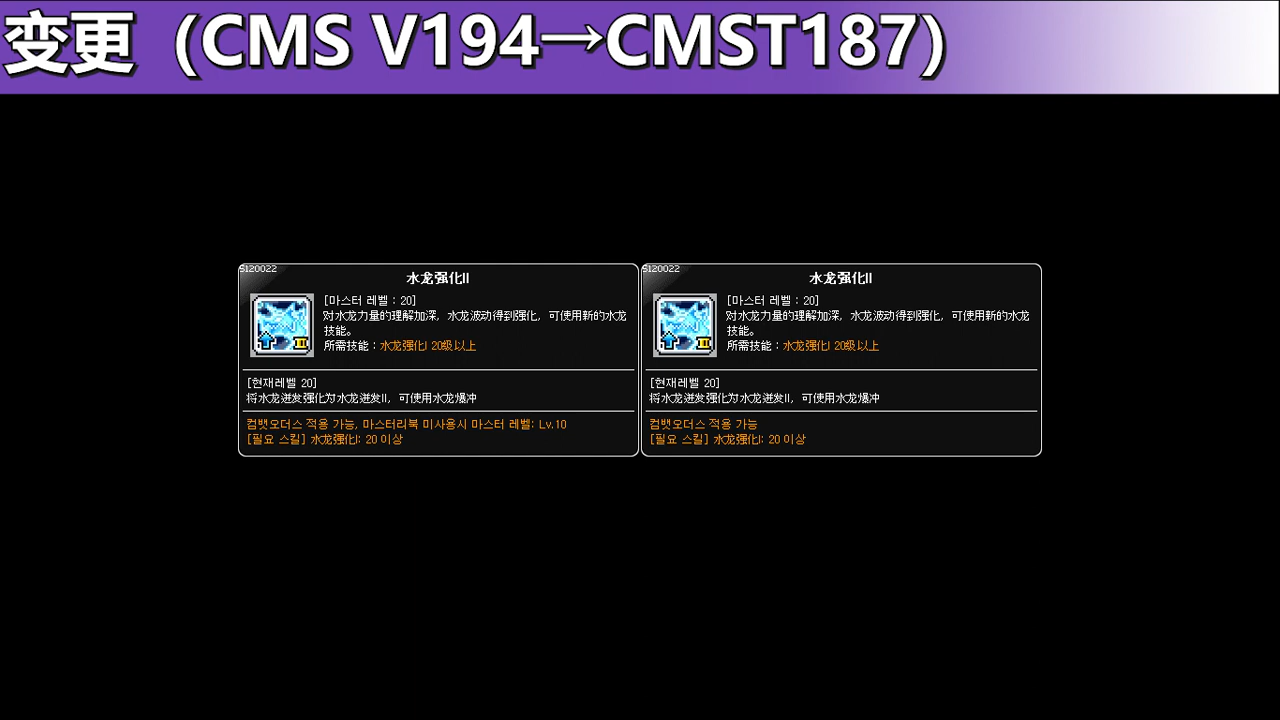 变更（CMS V194→CMST187）
5120022
水龙强化II
[마스터 레벨 : 20]
对水龙力量的理解加深，水龙波动得到强化，可使用新的水龙
技能。
所需技能：水龙强化I 20级以上
[현재레벨 20]
将水龙迸发强化为水龙迸发II，可使用水龙爆冲
컴뱃오더스 적용 가능, 마스터리북 미사용시 마스터 레벨: Lv.10
[필요 스킬] 水龙强化I: 20 이상
5120022
水龙强化II
[마스터 레벨 : 20]
对水龙力量的理解加深，水龙波动得到强化，可使用新的水龙
技能。
所需技能：水龙强化I 20级以上
[현재레벨 20]
将水龙迸发强化为水龙迸发II，可使用水龙爆冲
컴뱃오더스 적용 가능
[필요 스킬] 水龙强化I: 20 이상